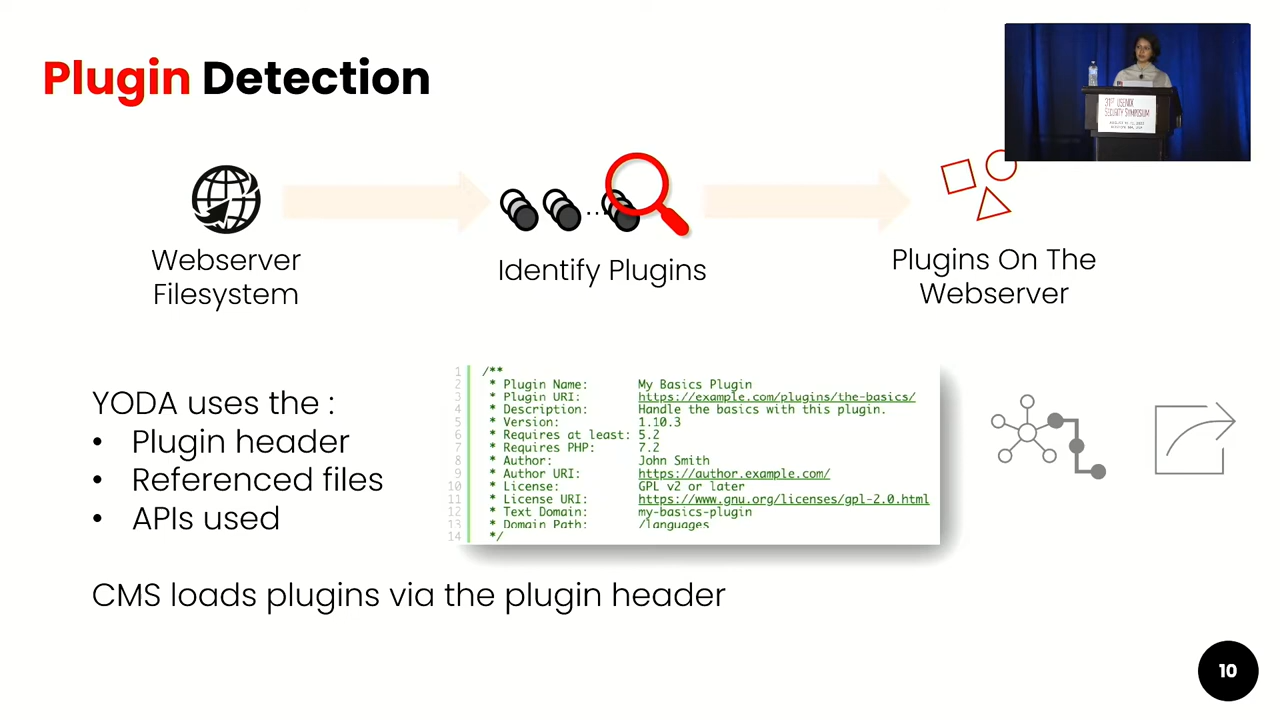 Plugin Detection
31ST USENIX
SECURITY SYMPOSIUM
Webserver
Filesystem
...
Identify Plugins
Plugins On The
Webserver
YODA uses the :
• Plugin header
• Referenced files
• APIs used
1 /**
2 * Plugin Name: My Basics Plugin
3 * Plugin URI: https://example.com/plugins/the-basics/
4 * Description: Handle the basics with this plugin.
5 * Version: 1.10.3
6 * Requires at least: 5.2
7 * Requires PHP: 7.2
8 * Author: John Smith
9 * Author URI: https://author.example.com/
10 * License: GPL v2 or later
11 * License URI: https://www.gnu.org/licenses/gpl-2.0.html
12 * Text Domain: my-basics-plugin
13 * Domain Path: /languages
14 */
CMS loads plugins via the plugin header
10